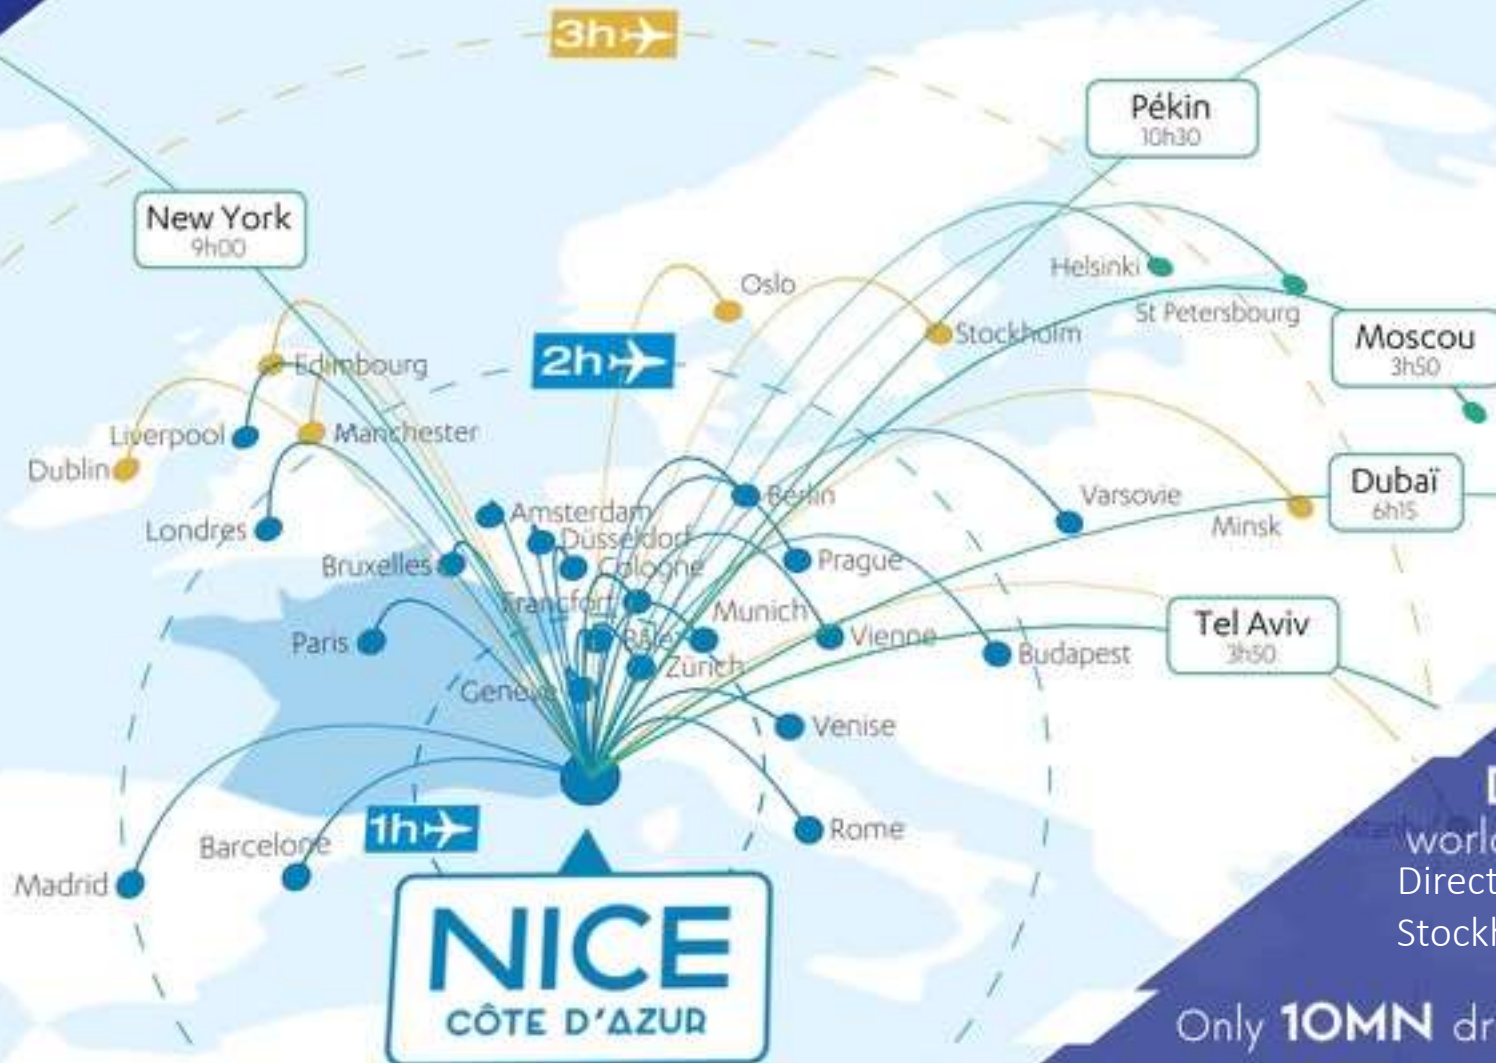 3h
Pékin
10h30
New York
9h00
Helsinki
Oslo
St Petersbourg
Stockholm
Moscou
3h50
2h
Edimbourg
Liverpool
Manchester
Dublin
Dubaï
6h15
Berlin
Varsovie
Minsk
Amsterdam
Londres
Düsseldorf
Bruxelles
Cologne
Prague
Francfort
Munich
Tel Aviv
3h50
Paris
Bâle
Vienne
Budapest
Zürich
Genève
Venise
1h
Rome
Barcelone
Madrid
NICE
CÔTE D'AZUR
D
world
Direct
Stockh
Only 10MN dr